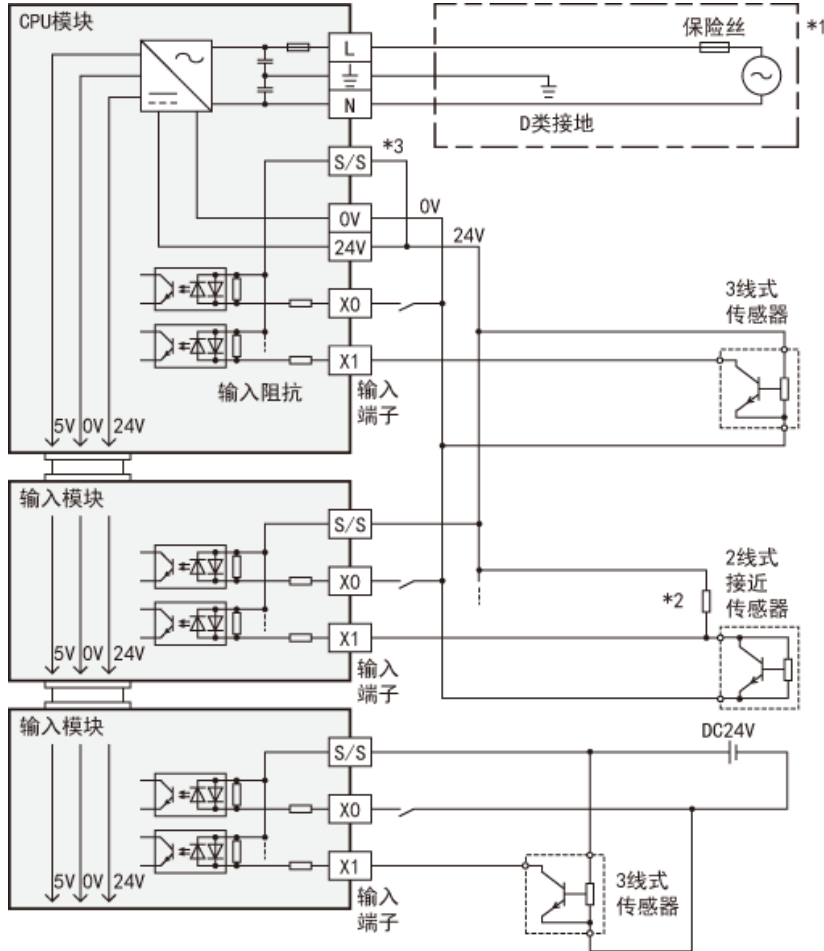 CPU模块
保险丝
*1
L
N
D类接地
S/S
*3
0V
0V
24V
24V
X0
3线式
传感器
X1
输入阻抗
输入
端子
5V 0V 24V
输入模块
S/S
X0
2线式
接近
传感器
*2
X1
5V 0V 24V
输入
端子
输入模块
S/S
DC24V
X0
X1
5V 0V 24V
输入
端子
3线式
传感器